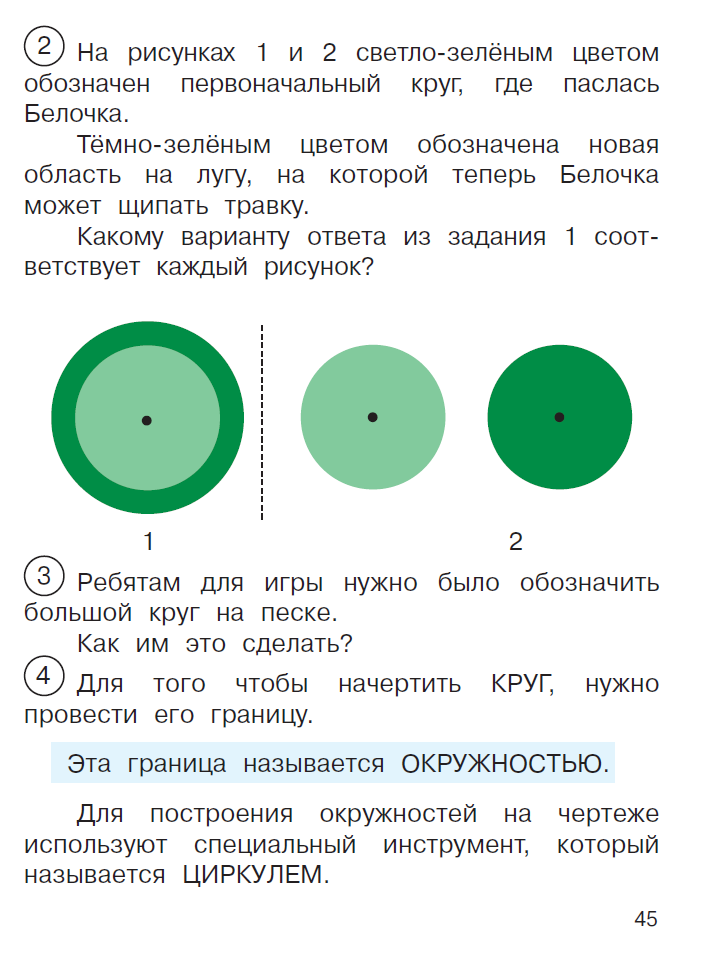 2 На рисунках 1 и 2 светло-зелёным цветом
обозначен первоначальный круг, где паслась
Белочка.
Тёмно-зелёным цветом обозначена новая
область на лугу, на которой теперь Белочка
может щипать травку.
Какому варианту ответа из задания 1 соот-
ветствует каждый рисунок?
1
2
3 Ребятам для игры нужно было обозначить
большой круг на песке.
Как им это сделать?
4 Для того чтобы начертить КРУГ, нужно
провести его границу.
Эта граница называется ОКРУЖНОСТЬЮ.
Для построения окружностей на чертеже
используют специальный инструмент, который
называется ЦИРКУЛЕМ.
45